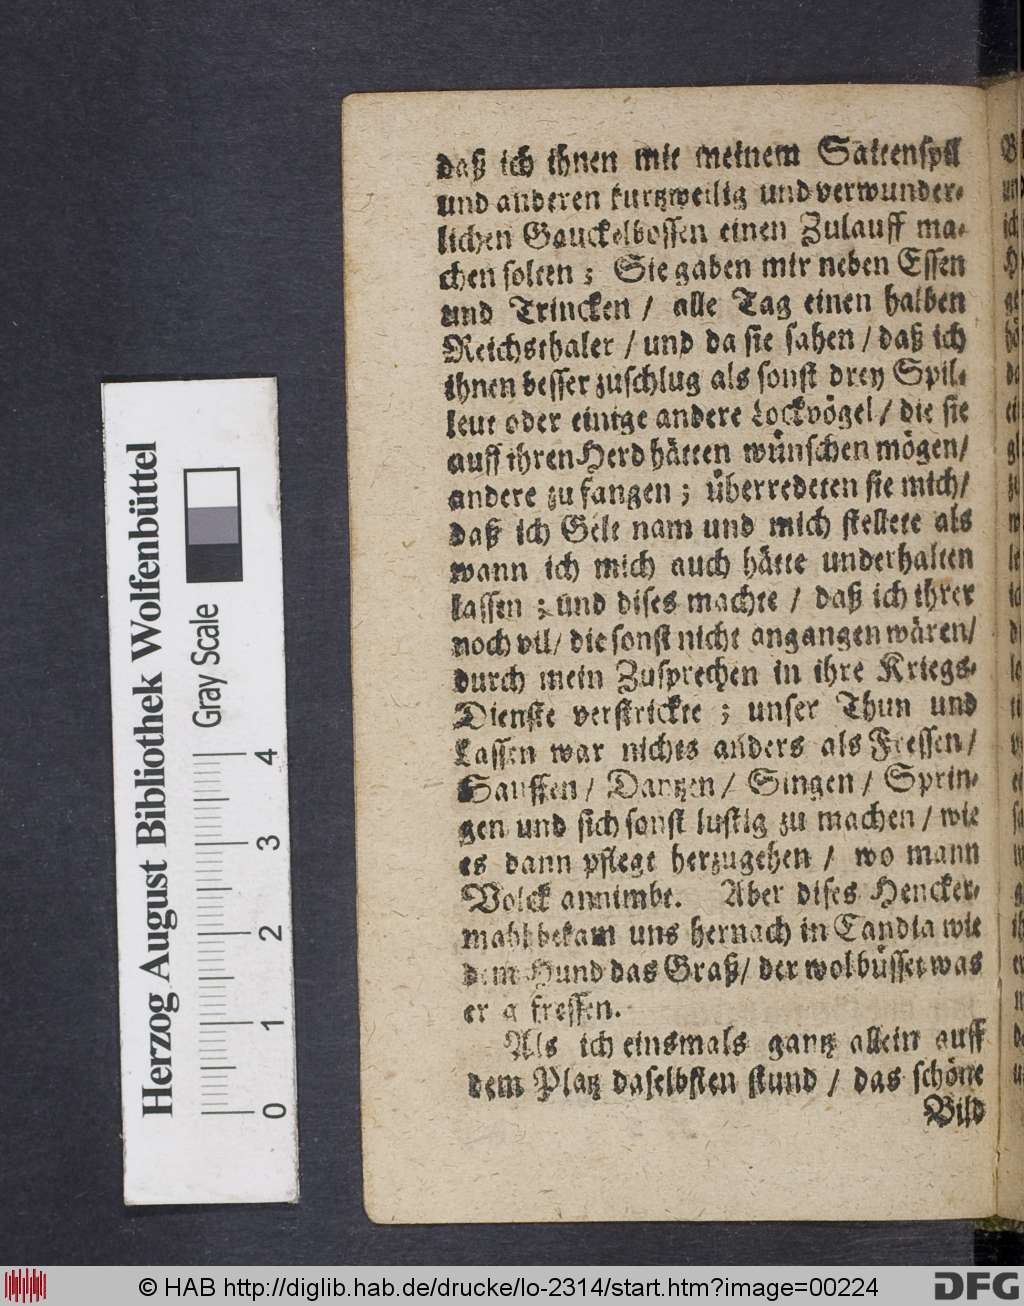 daß ich ihnen mit meinem Saitenspil
und anderen kurtzweilig und verwunder-
lichen Gauckelbossen einen Zulauff ma-
chen solten ; Sie gaben mir neben Essen
und Trincken / alle Tag einen halben
Reichsthaler / und da sie sahen / daß ich
ihnen besser zuschlug als sonst drey Spil-
leut oder einige andere Lockvögel / die sie
auff ihren Herd hätten wünschen mögen/
andere zu fangen ; überredeten sie mich/
daß ich Gelt nam und mich stellete als
wann ich mich auch hätte underhalten
lassen ; und dises machte / daß ich ihrer
noch vil/ die sonst nicht angangen wären/
durch mein Zusprechen in ihre Kriegs-
Dienste verstrickte ; unser Thun und
Lassen war nichts anders als Fressen /
Sauffen / Dantzen / Singen / Sprin-
gen und sich sonst lustig zu machen / wie
es dann pflegt herzugehen / wo mann
Volck annimbt. Aber dises Hencker-
mahl bekam uns hernach in Candia wie
dem Hund das Graß/ der wol büsset was
er fressen.
Als ich einsmals gantz allein auff
dem Platz daselbsten stund / das schöne
Bild
Herzog August Bibliothek Wolfenbüttel
Gray Scale
0 1 2 3 4
© HAB http://diglib.hab.de/drucke/lo-2314/start.htm?image=00224
DFG